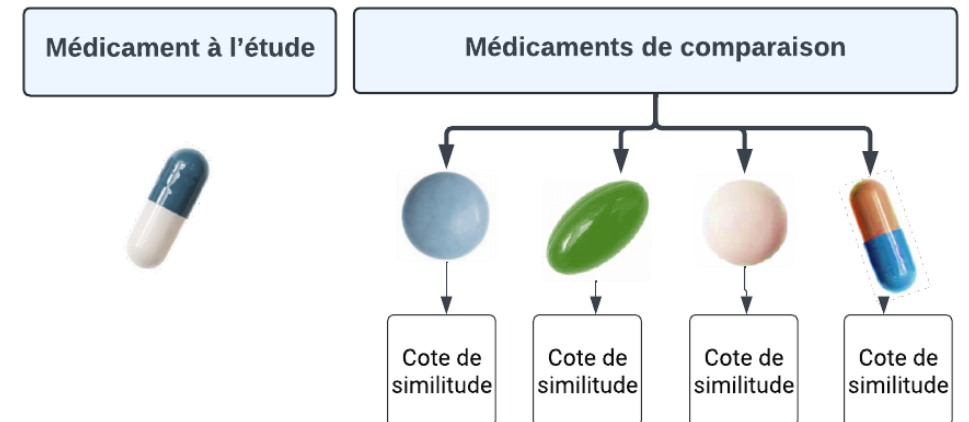 Médicament à l’étude
Médicaments de comparaison
Cote de
similitude
Cote de
similitude
Cote de
similitude
Cote de
similitude